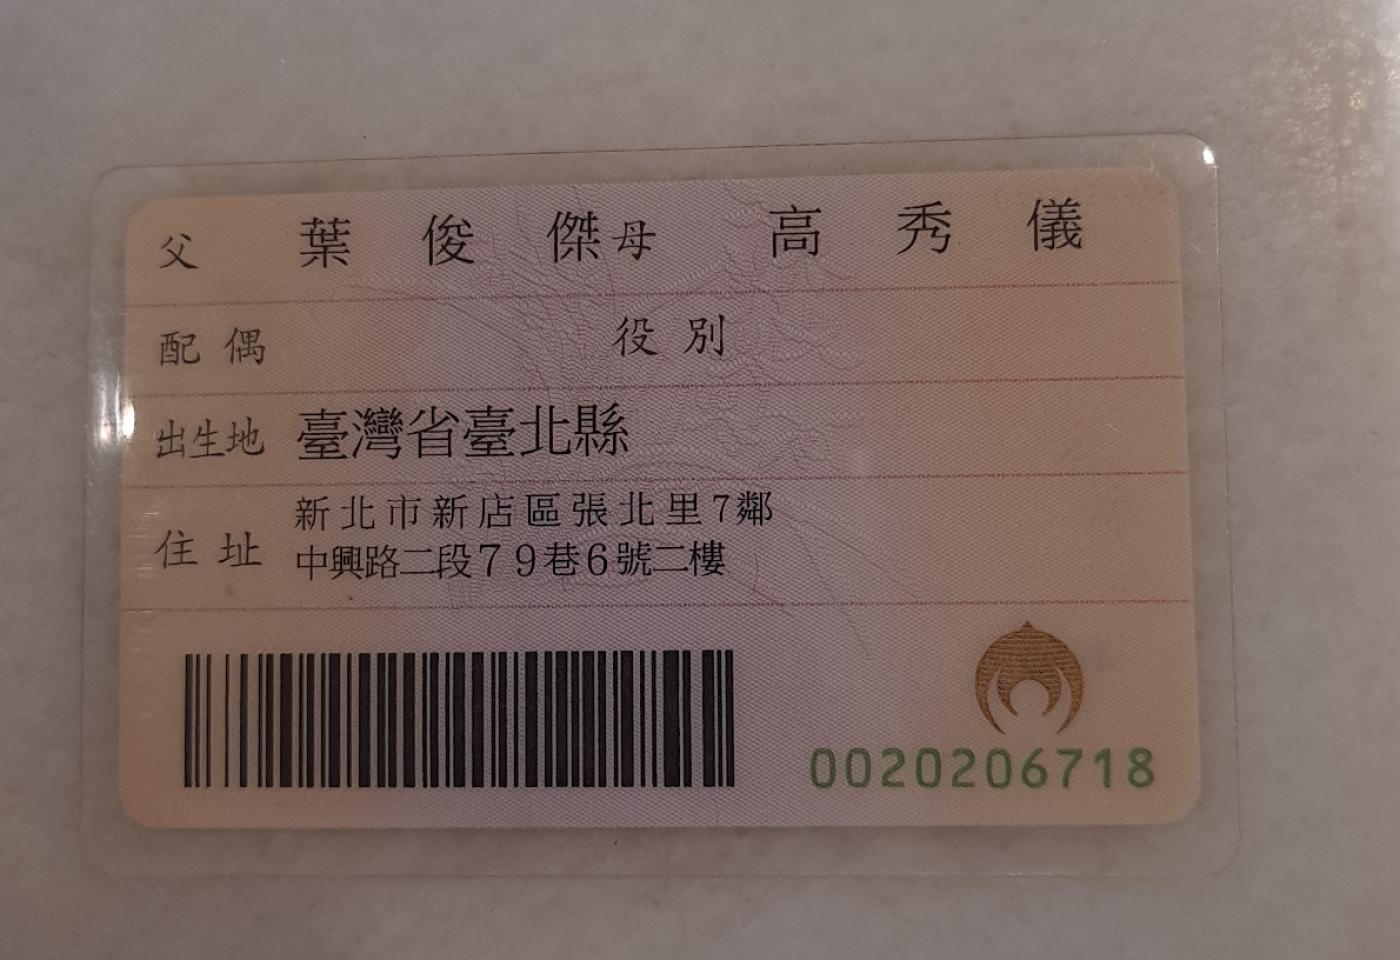 父 葉俊傑 母 高秀儀
配偶 役別
出生地 臺灣省臺北縣
住址 新北市新店區張北里7鄰
中興路二段79巷6號二樓
0020206718